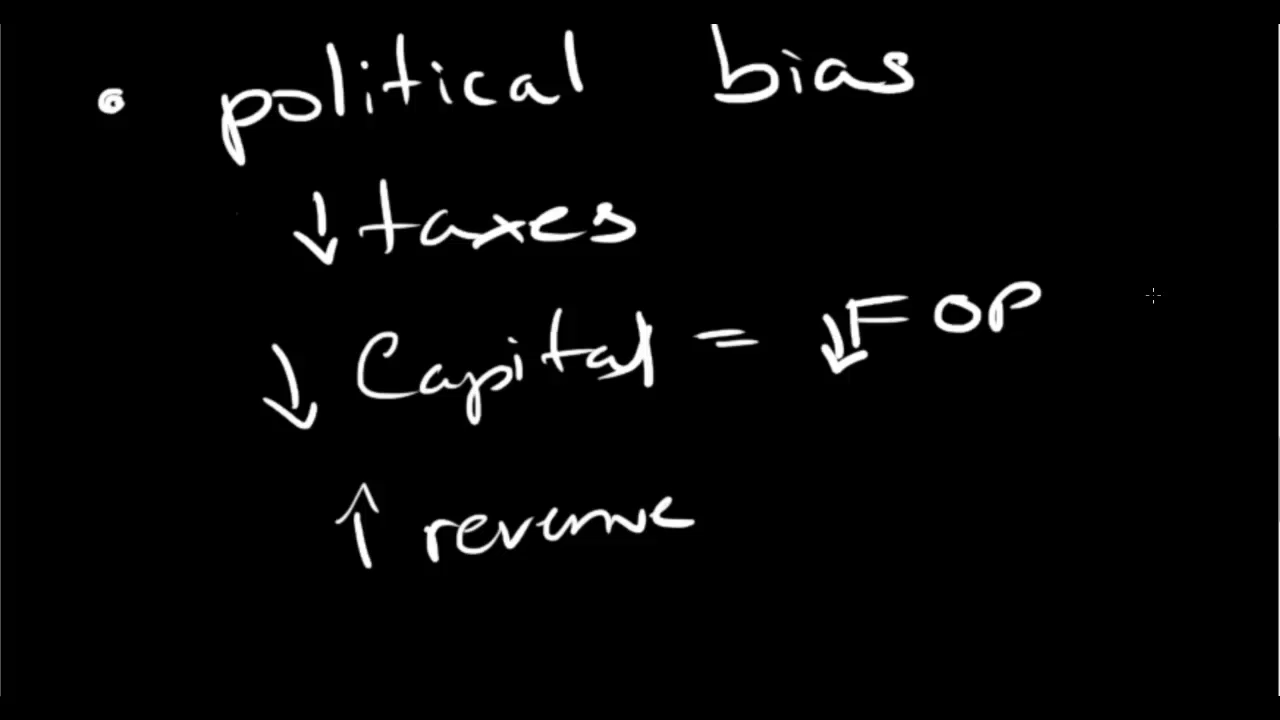 • political bias
↓ taxes
↓ Capital = ↓ FOP
↑ revenue